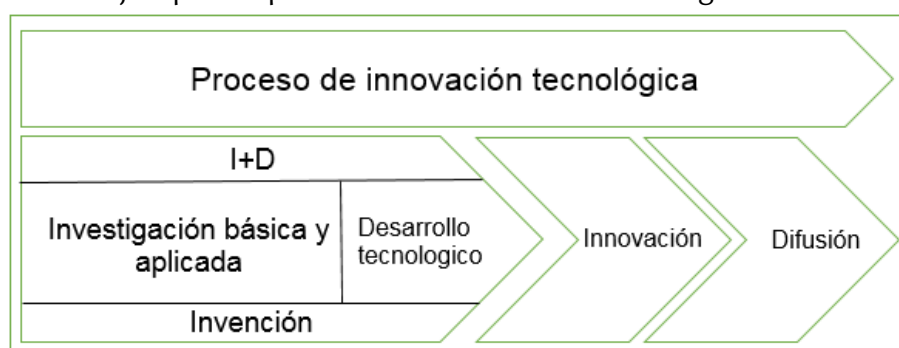 Proceso de innovación tecnológica
I+D
Investigación básica y
aplicada
Desarrollo
tecnologico
Invención
Innovación
Difusión